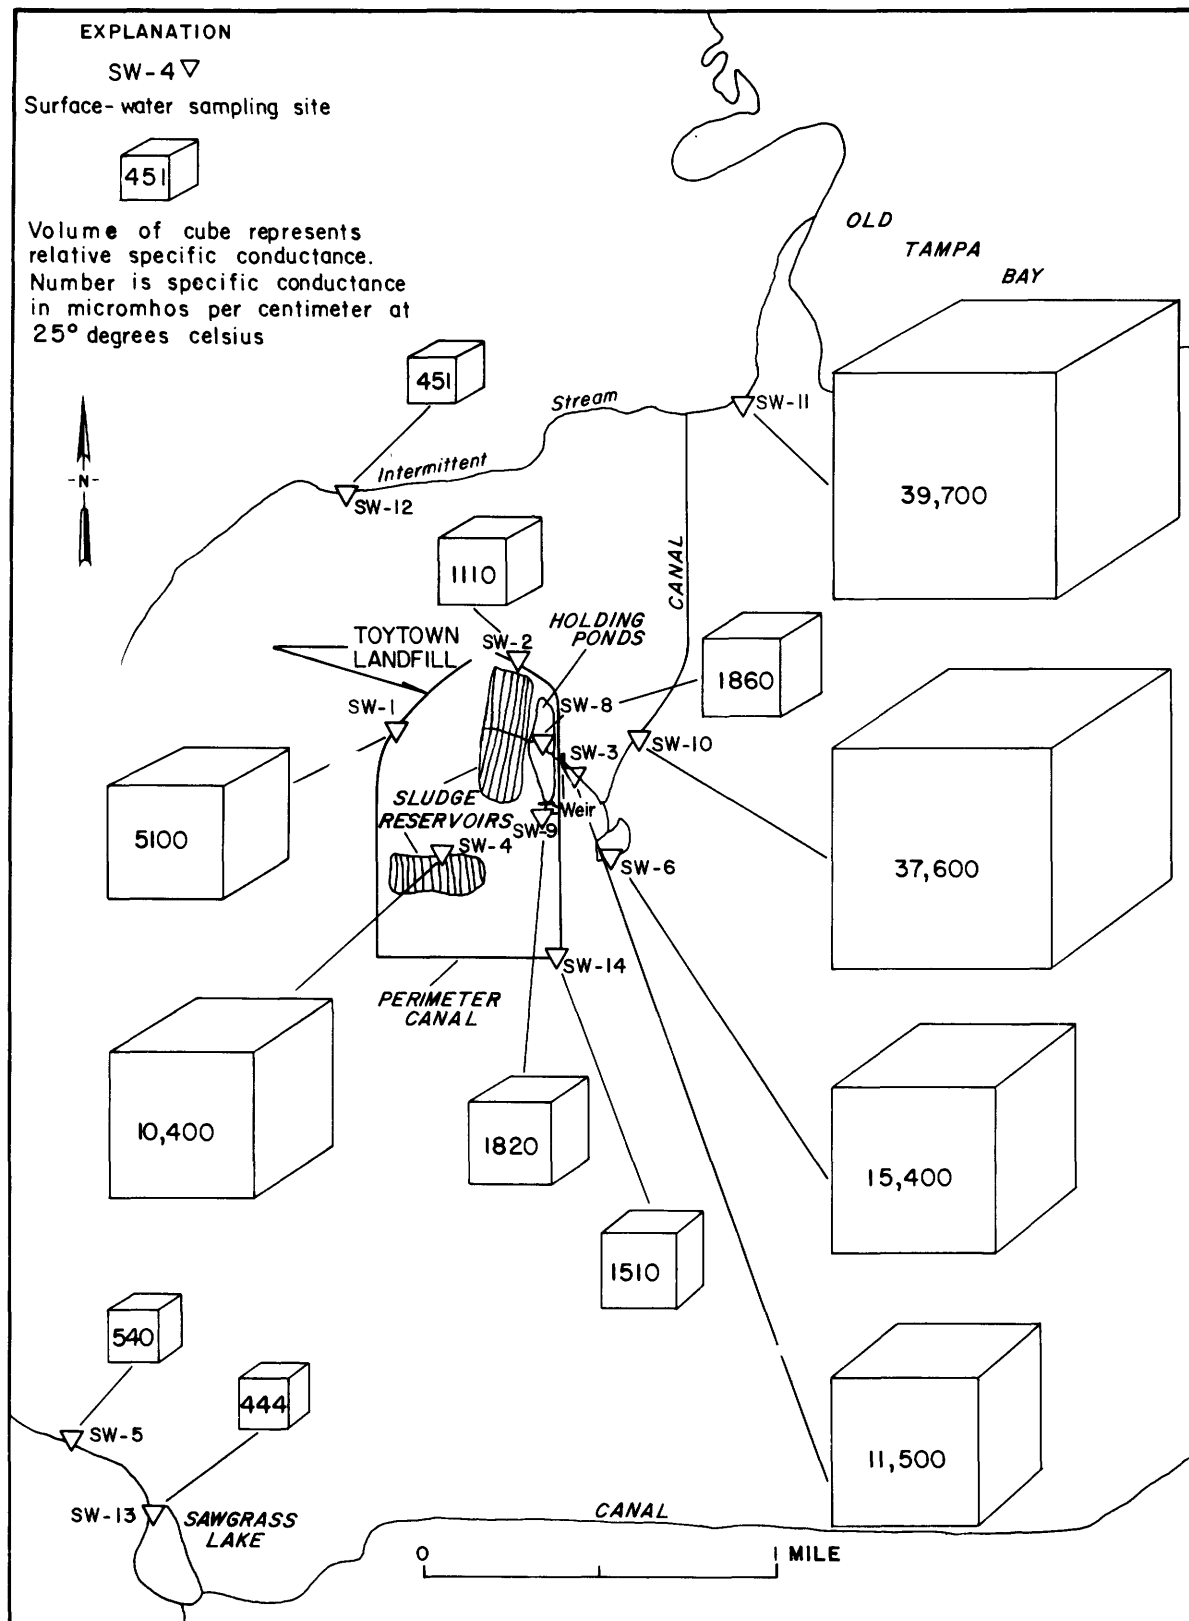 EXPLANATION
SW-4
Surface-water sampling site
451
Volume of cube represents
relative specific conductance.
Number is specific conductance
in micromhos per centimeter at
25° degrees celsius
OLD
TAMPA
BAY
451
Stream
SW-11
Intermittent
-N-
SW-12
39,700
1110
CANAL
HOLDING
PONDS
TOYTOWN
LANDFILL
SW-2
1860
SW-1
SW-8
SW-3
SW-10
SLUDGE
RESERVOIRS
Weir
SW-9
SW-4
SW-6
5100
37,600
SW-14
PERIMETER
CANAL
10,400
1820
15,400
1510
540
444
SW-5
11,500
SW-13
SAWGRASS
LAKE
CANAL
0 1 MILE